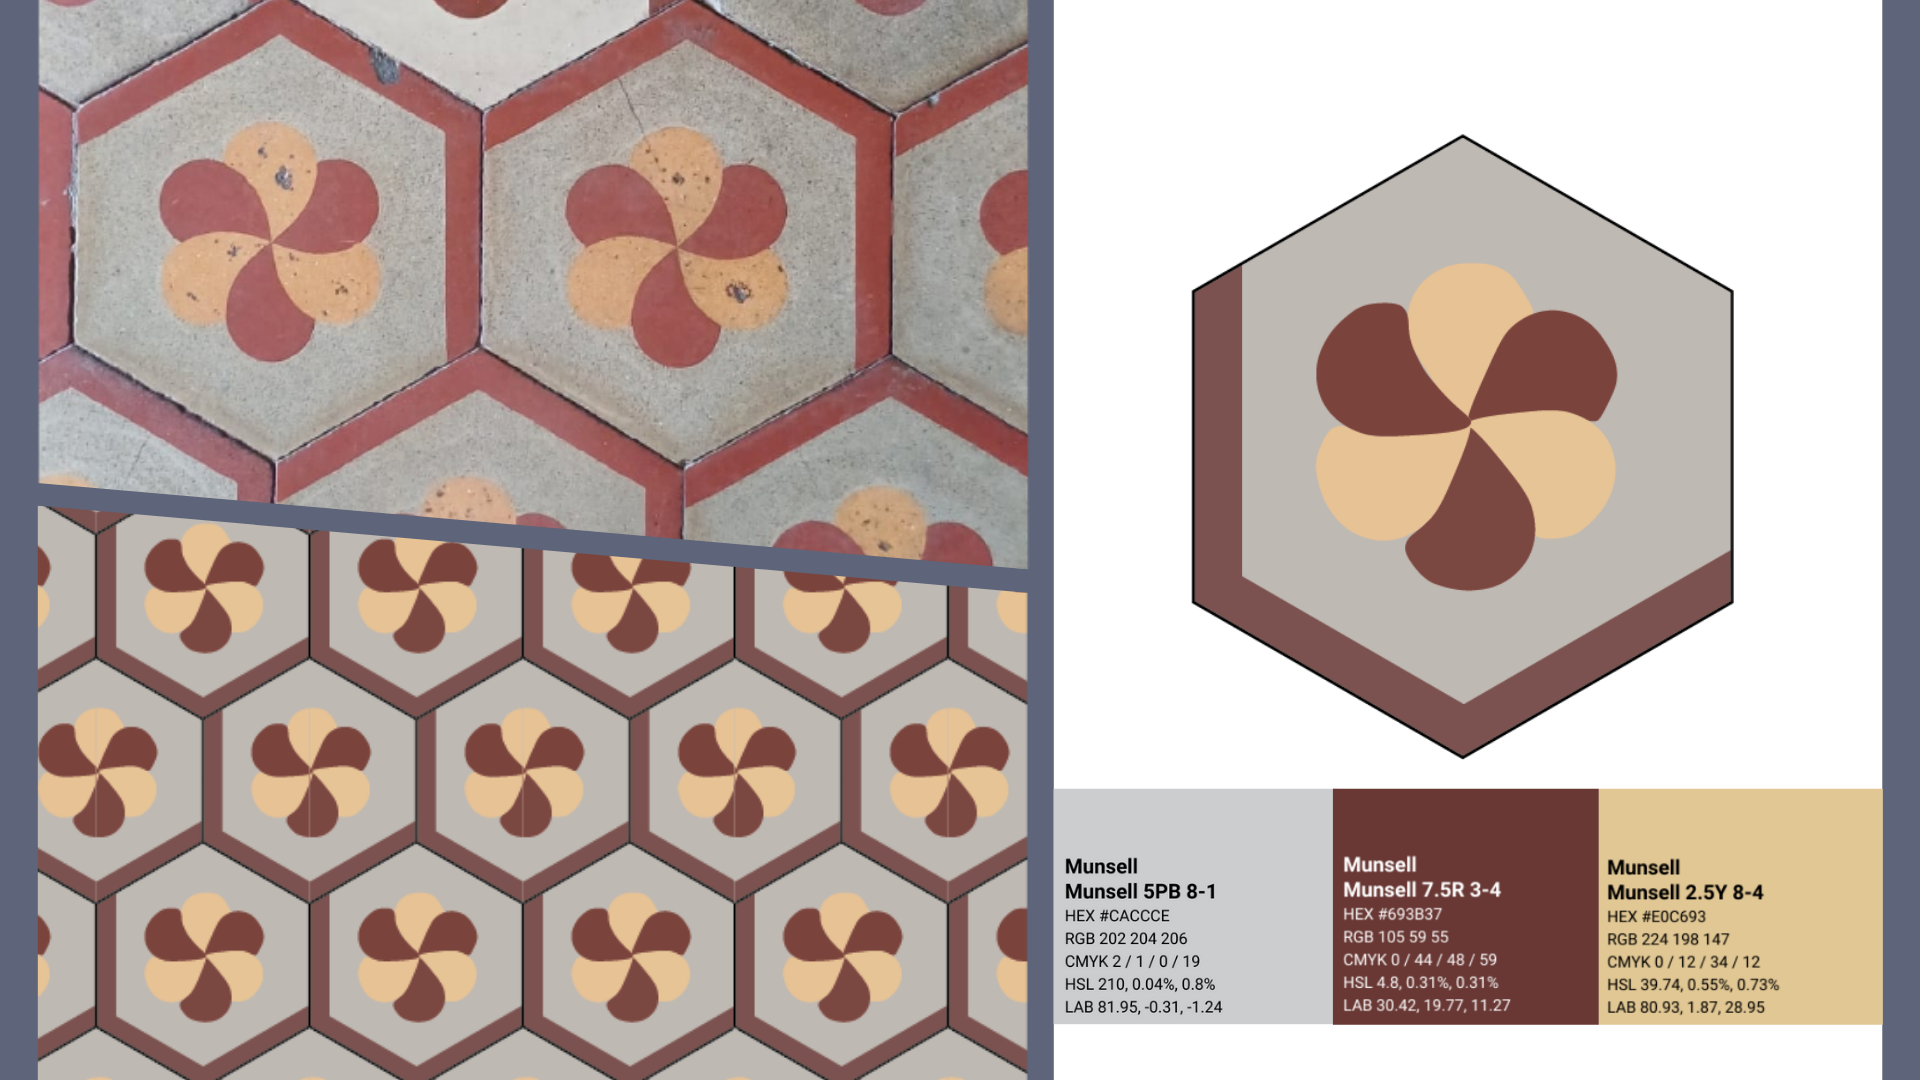 Munsell
Munsell 5PB 8-1
HEX #CACCCE
RGB 202 204 206
CMYK 2 / 1 / 0 / 19
HSL 210, 0.04%, 0.8%
LAB 81.95, -0.31, -1.24
Munsell
Munsell 7.5R 3-4
HEX #693B37
RGB 105 59 55
CMYK 0 / 44 / 48 / 59
HSL 4.8, 0.31%, 0.31%
LAB 30.42, 19.77, 11.27
Munsell
Munsell 2.5Y 8-4
HEX #E0C693
RGB 224 198 147
CMYK 0 / 12 / 34 / 12
HSL 39.74, 0.55%, 0.73%
LAB 80.93, 1.87, 28.95